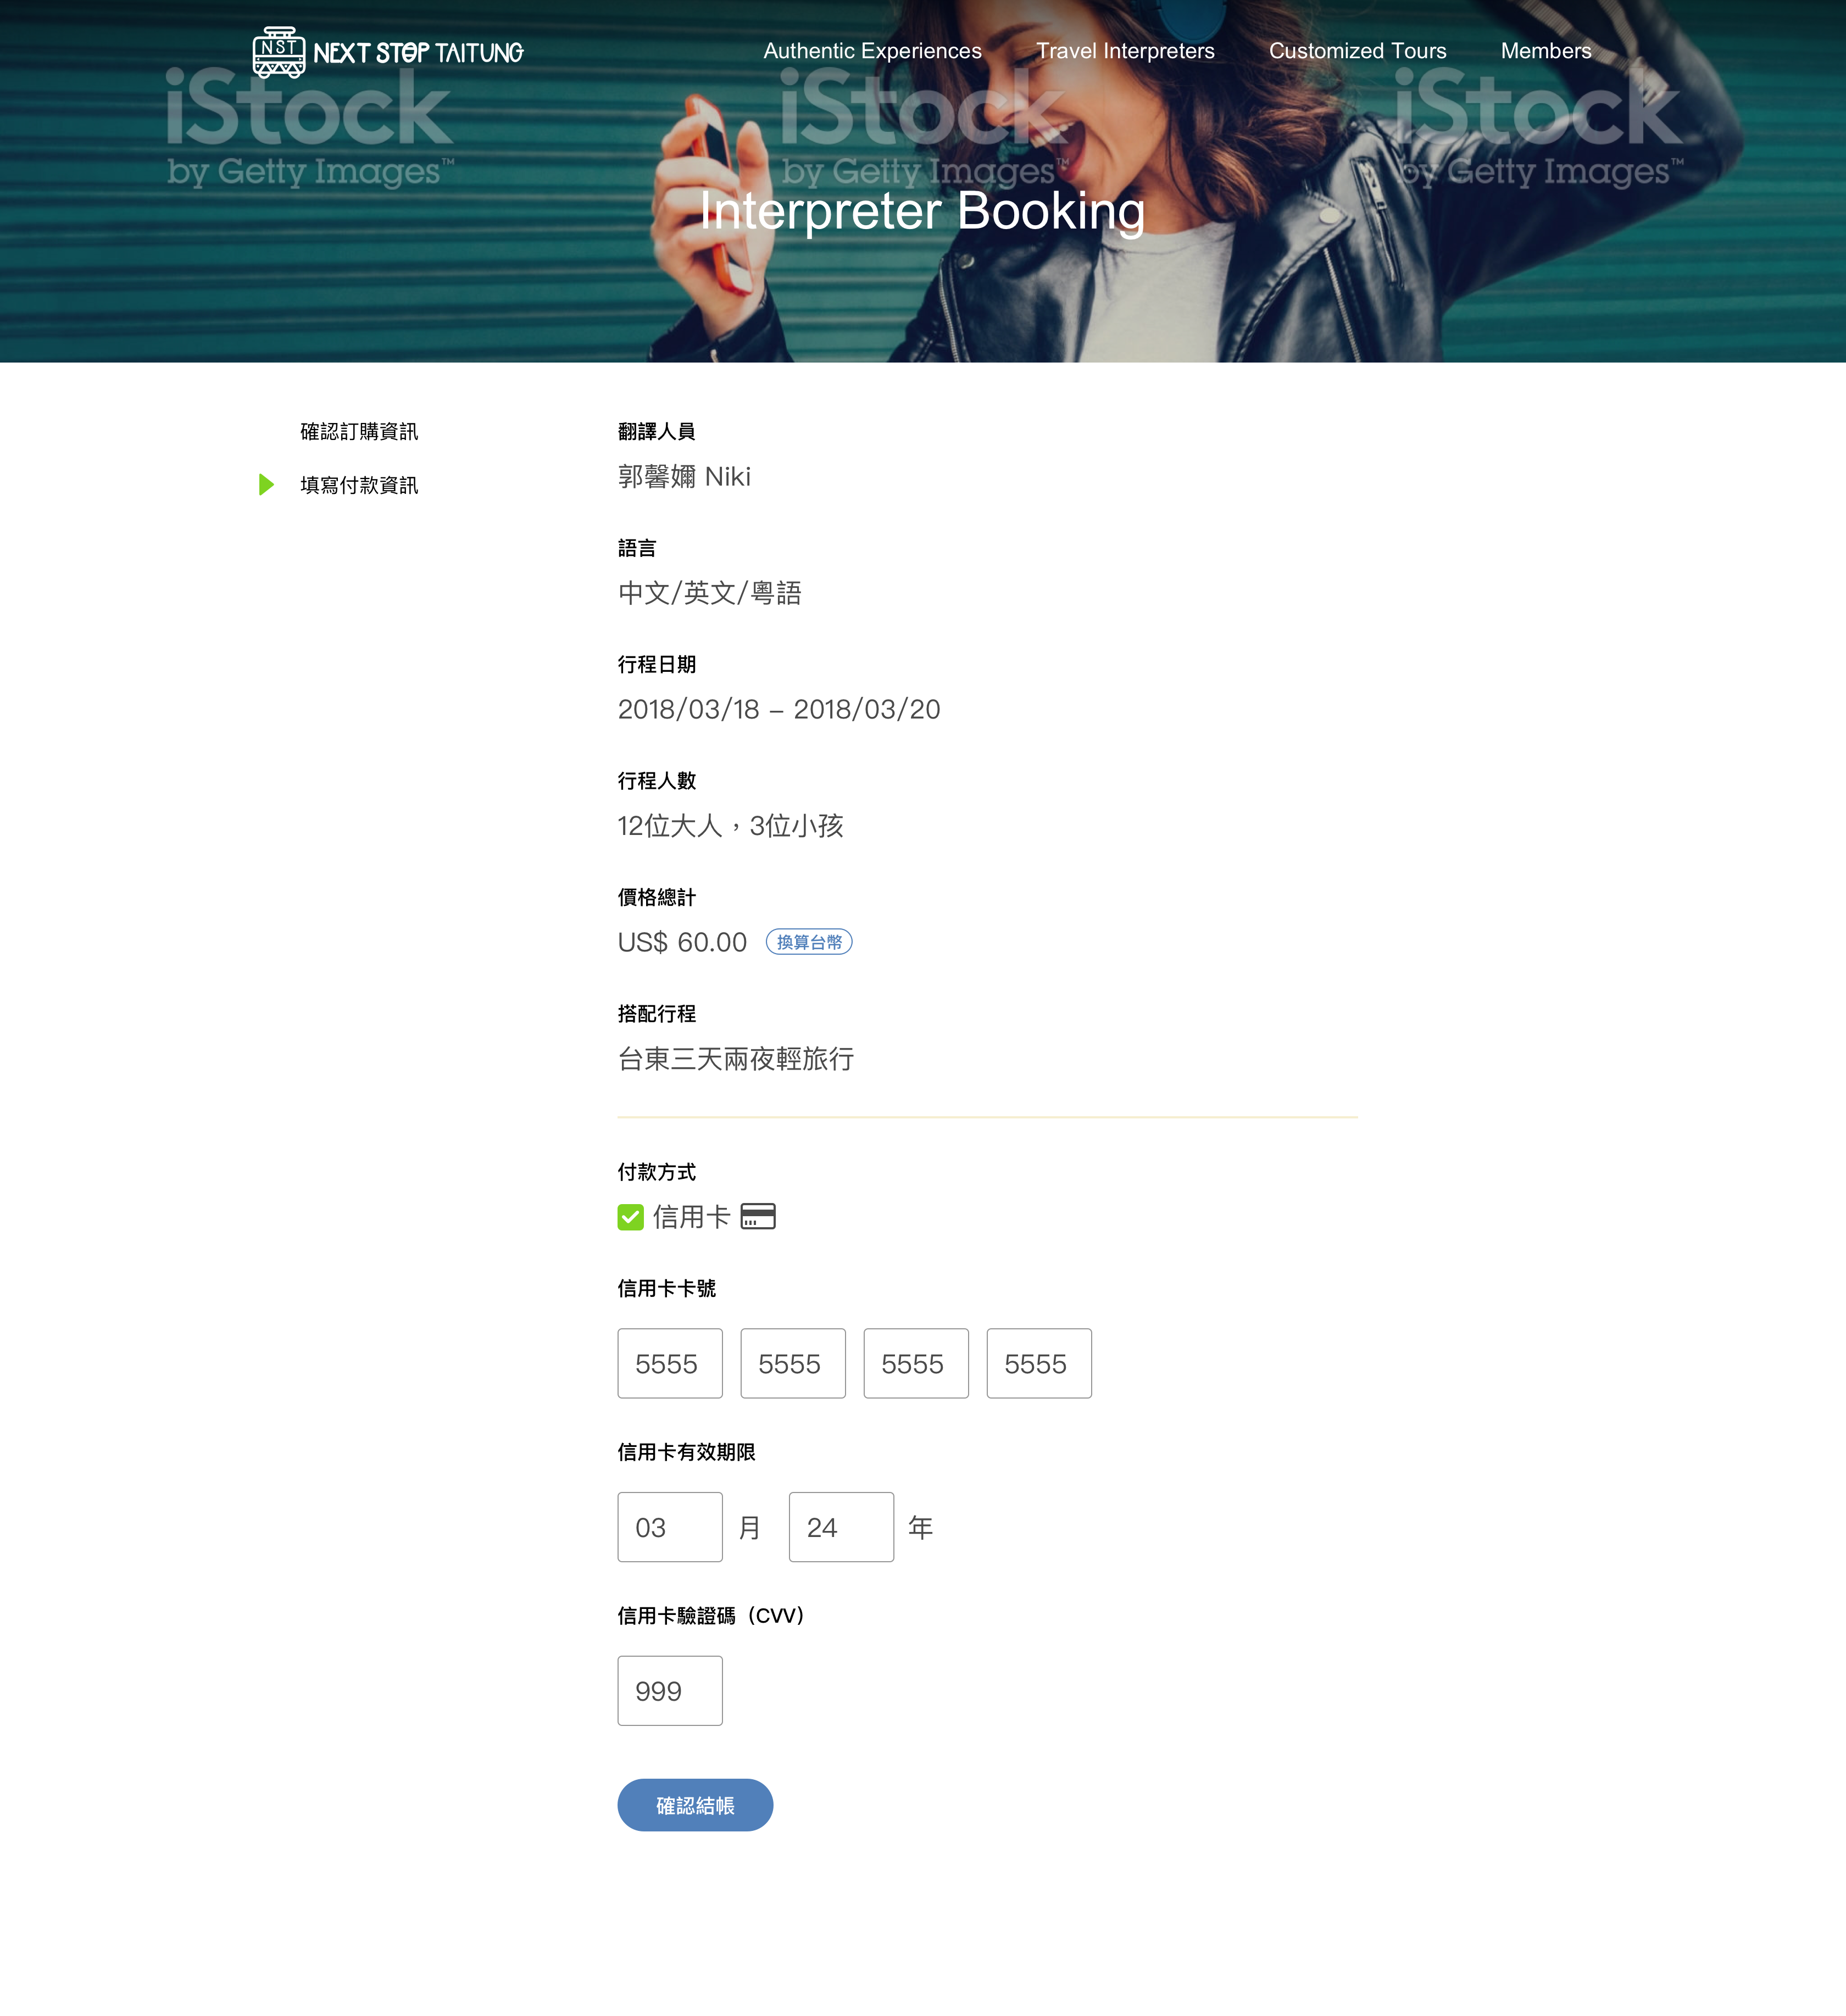 NST NEXT STOP TAITUNG
Authentic Experiences
Travel Interpreters
Customized Tours
Members
iStock
by Getty Images™
iStock
by Getty Images™
iStock
by Getty Images™
Interpreter Booking
確認訂購資訊
填寫付款資訊
翻譯人員
郭馨嬭 Niki
語言
中文/英文/粵語
行程日期
2018/03/18 – 2018/03/20
行程人數
12位大人，3位小孩
價格總計
US$ 60.00 換算台幣
搭配行程
台東三天兩夜輕旅行
付款方式
信用卡
信用卡卡號
5555 5555 5555 5555
信用卡有效期限
03 月 24 年
信用卡驗證碼（CVV）
999
確認結帳